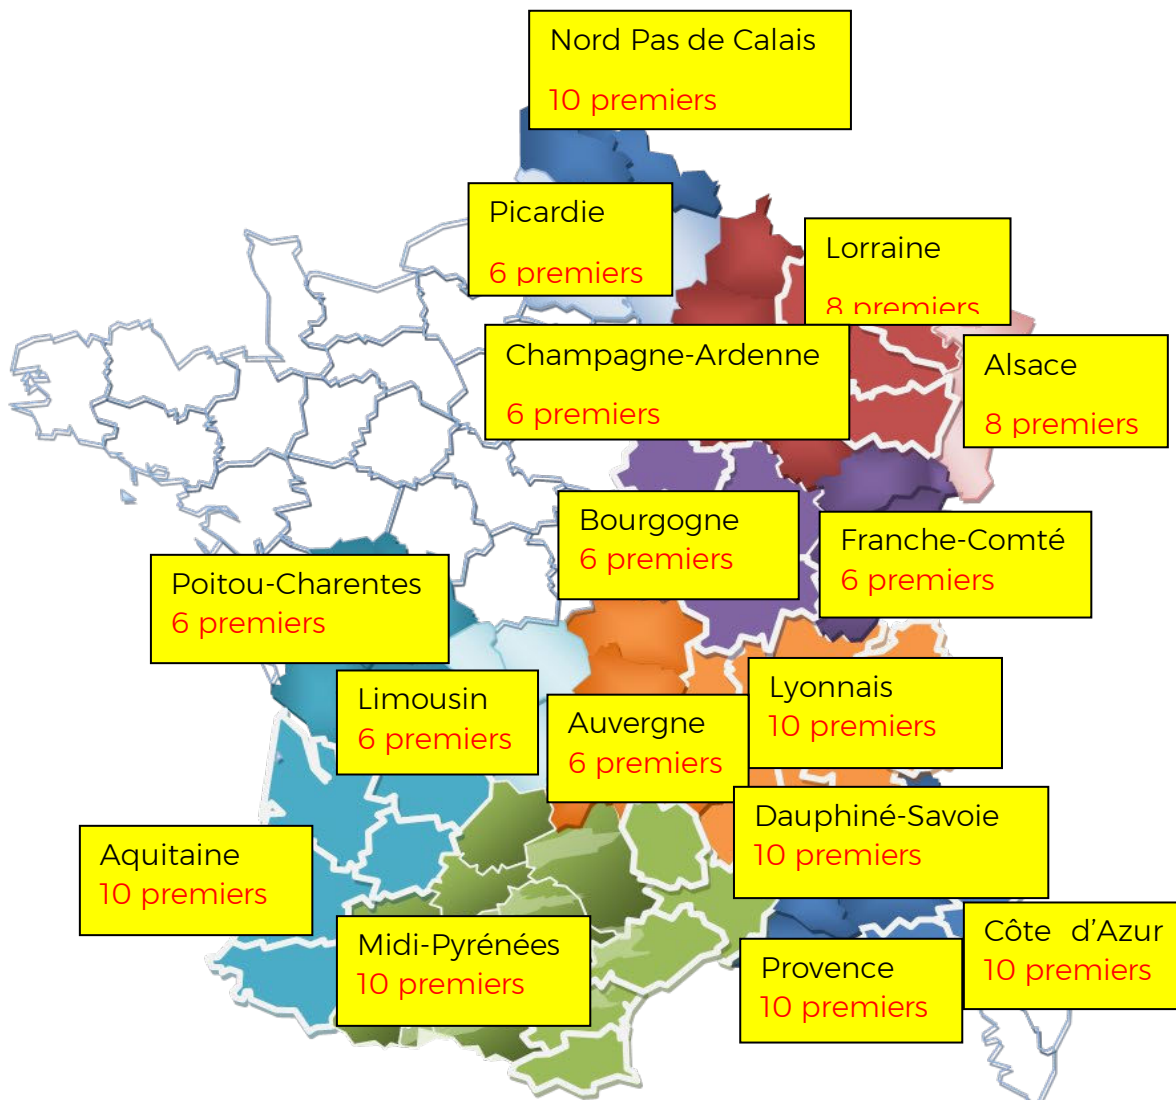 Nord Pas de Calais
10 premiers
Picardie
6 premiers
Lorraine
8 premiers
Champagne-Ardenne
6 premiers
Alsace
8 premiers
Bourgogne
6 premiers
Franche-Comté
6 premiers
Poitou-Charentes
6 premiers
Limousin
6 premiers
Auvergne
6 premiers
Lyonnais
10 premiers
Dauphiné-Savoie
10 premiers
Aquitaine
10 premiers
Midi-Pyrénées
10 premiers
Provence
10 premiers
Côte d’Azur
10 premiers